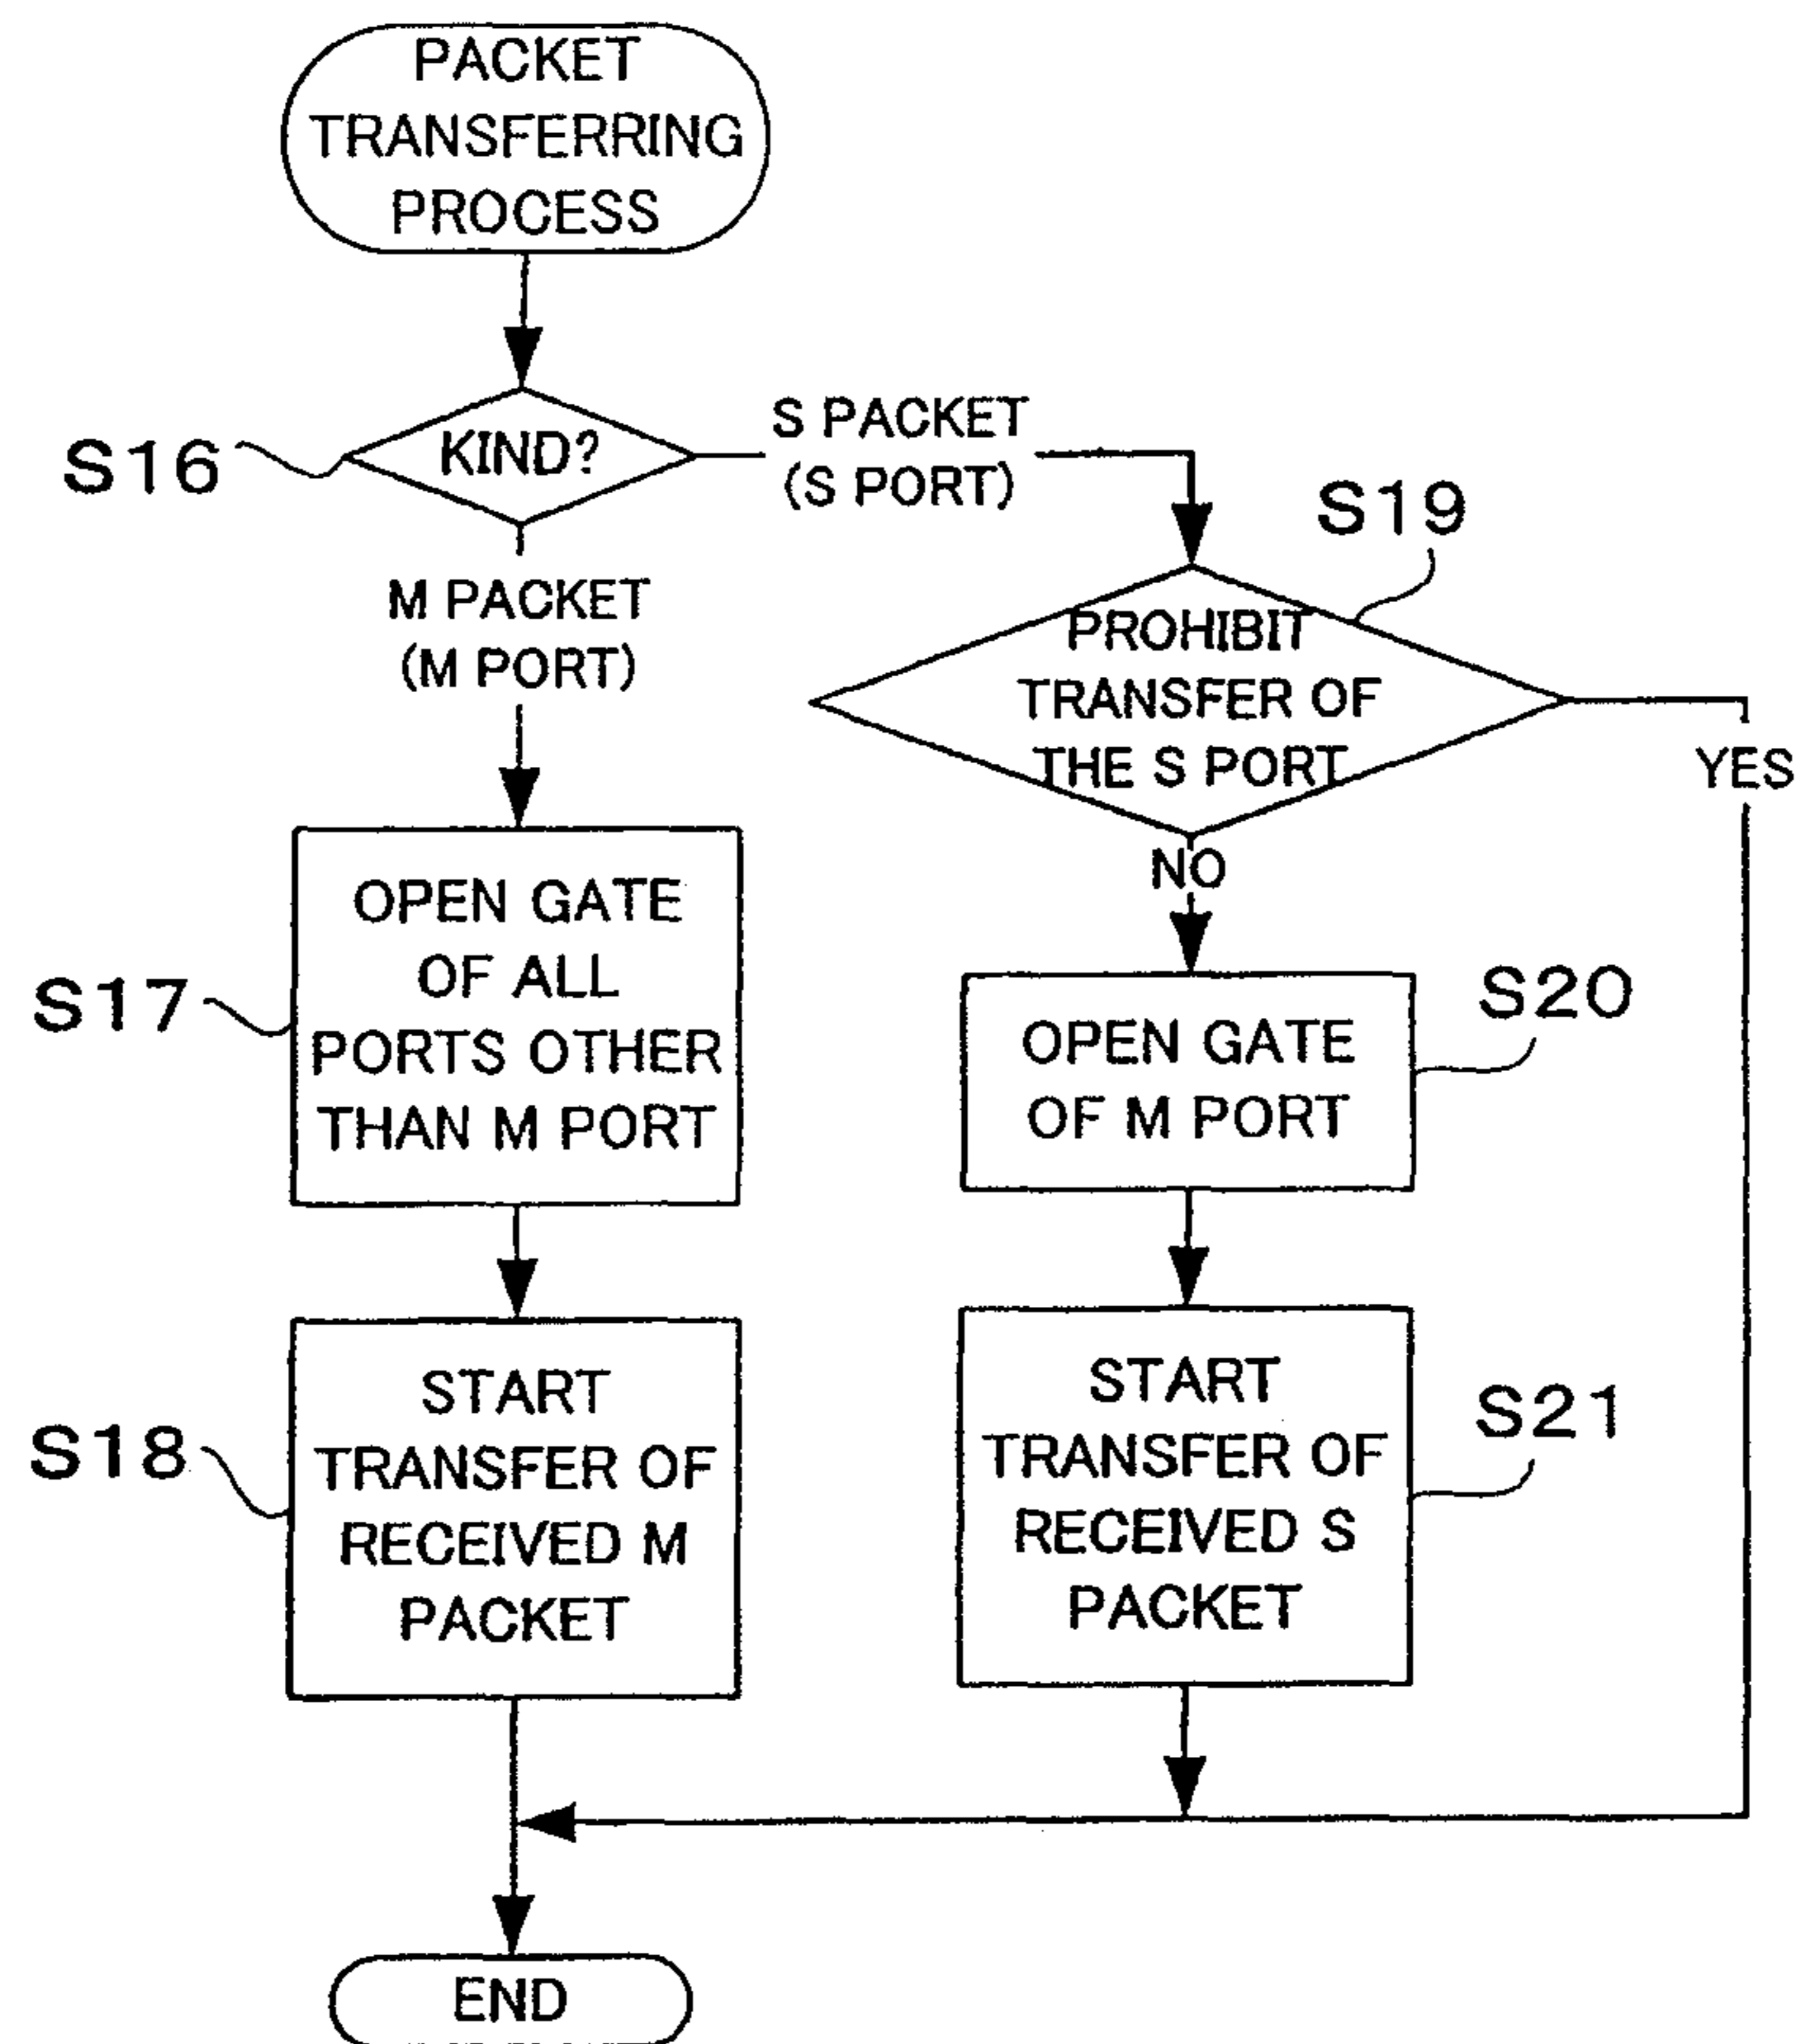 PACKET
TRANSFERRING
PROCESS
S16
KIND?
S PACKET
(S PORT)
M PACKET
(M PORT)
S19
PROHIBIT
TRANSFER OF
THE S PORT
YES
NO
S17
OPEN GATE
OF ALL
PORTS OTHER
THAN M PORT
S20
OPEN GATE
OF M PORT
S18
START
TRANSFER OF
RECEIVED M
PACKET
S21
START
TRANSFER OF
RECEIVED S
PACKET
END